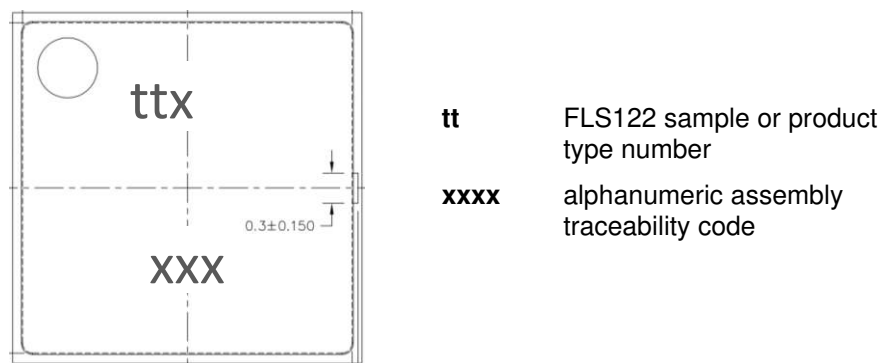 ttx
0.3±0.150
xxx
tt FLS122 sample or product
type number
xxxx alphanumeric assembly
traceability code